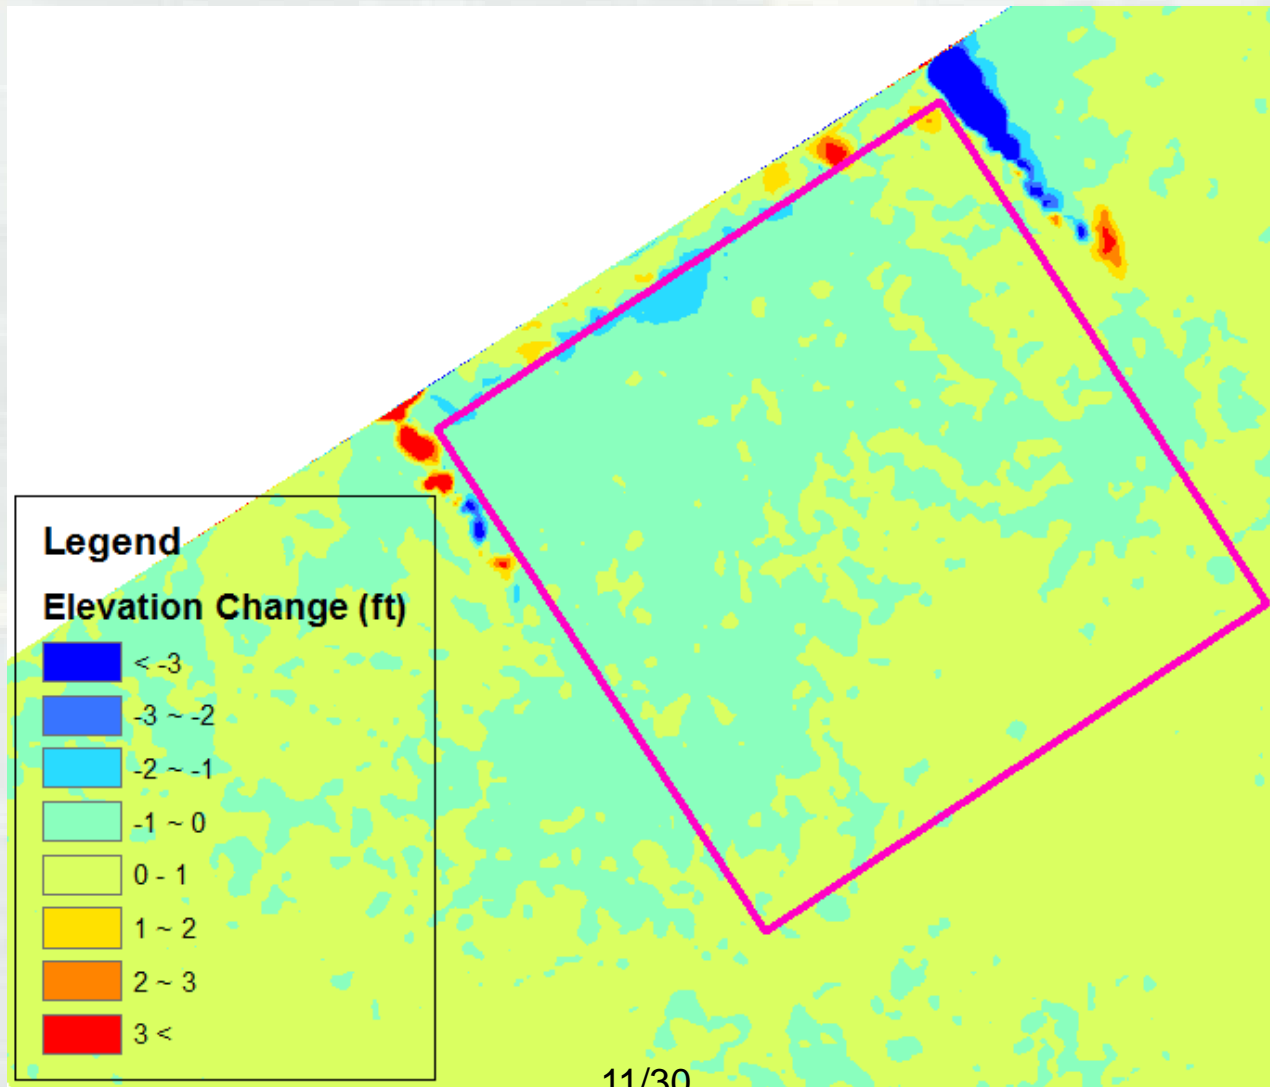 Legend
Elevation Change (ft)
< -3
-3 ~ -2
-2 ~ -1
-1 ~ 0
0 - 1
1 ~ 2
2 ~ 3
3 <
11/30